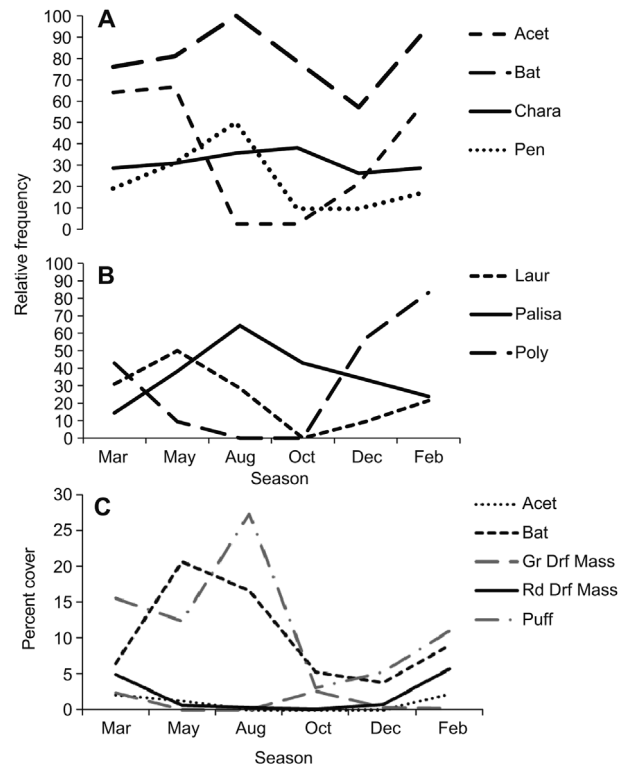 A
100
90
80
70
60
50
40
30
20
10
0
Acet
Bat
Chara
Pen
Relative frequency
B
100
90
80
70
60
50
40
30
20
10
0
Laur
Palisa
Poly
Mar May Aug Oct Dec Feb
Season
C
30
25
20
15
10
5
0
Percent cover
Acet
Bat
Gr Drf Mass
Rd Drf Mass
Puff
Mar May Aug Oct Dec Feb
Season